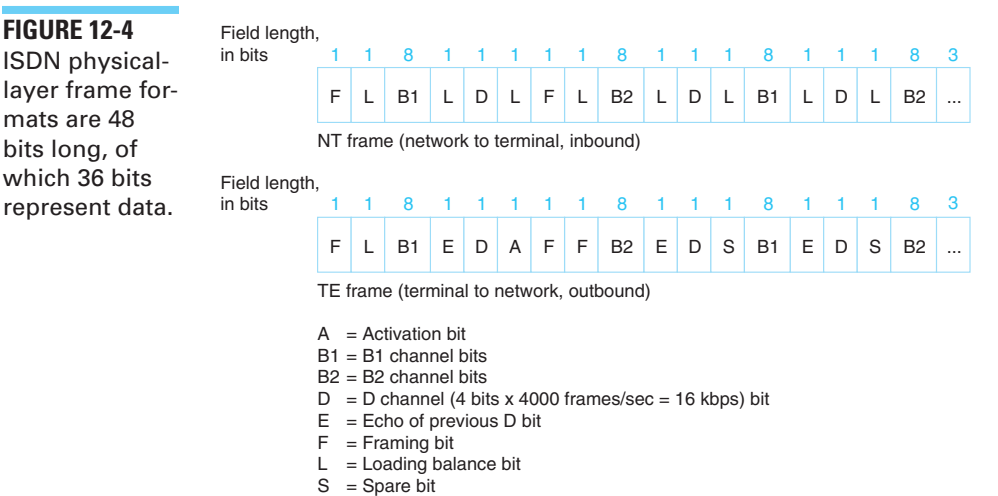 FIGURE 12-4
ISDN physical-
layer frame for-
mats are 48
bits long, of
which 36 bits
represent data.
Field length,
in bits
1 1 8 1 1 1 1 1 8 1 1 1 8 1 1 1 8 3
F L B1 L D L F L B2 L D L B1 L D L B2 ...
NT frame (network to terminal, inbound)
Field length,
in bits
1 1 8 1 1 1 1 1 8 1 1 1 8 1 1 1 8 3
F L B1 E D A F F B2 E D S B1 E D S B2 ...
TE frame (terminal to network, outbound)
A = Activation bit
B1 = B1 channel bits
B2 = B2 channel bits
D = D channel (4 bits x 4000 frames/sec = 16 kbps) bit
E = Echo of previous D bit
F = Framing bit
L = Loading balance bit
S = Spare bit